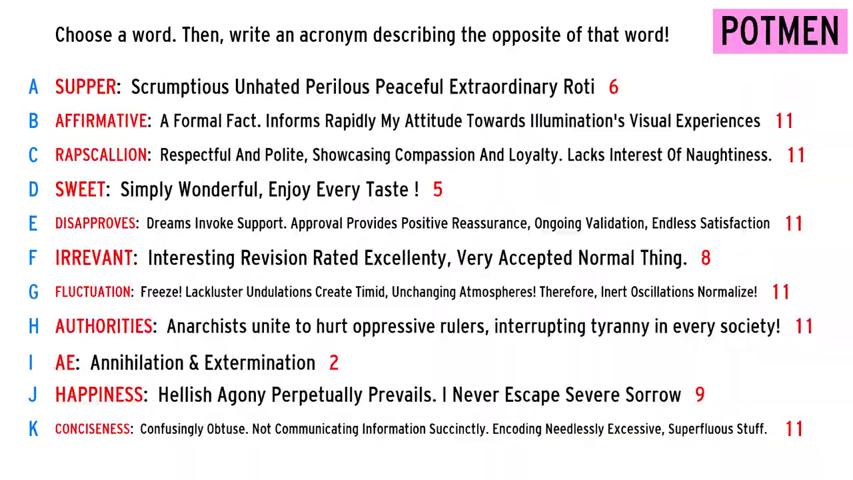 Choose a word. Then, write an acronym describing the opposite of that word!
POTMEN
A SUPPER: Scrumptious Unhated Perilous Peaceful Extraordinary Roti 6
B AFFIRMATIVE: A Formal Fact. Informs Rapidly My Attitude Towards Illumination's Visual Experiences 11
C RAPSCALLION: Respectful And Polite, Showcasing Compassion And Loyalty. Lacks Interest Of Naughtiness. 11
D SWEET: Simply Wonderful, Enjoy Every Taste ! 5
E DISAPPROVES: Dreams Invoke Support. Approval Provides Positive Reassurance, Ongoing Validation, Endless Satisfaction 11
F IRREVANT: Interesting Revision Rated Excellenty, Very Accepted Normal Thing. 8
G FLUCTUATION: Freeze! Lackluster Undulations Create Timid, Unchanging Atmospheres! Therefore, Inert Oscillations Normalize! 11
H AUTHORITIES: Anarchists unite to hurt oppressive rulers, interrupting tyranny in every society! 11
I AE: Annihilation & Extermination 2
J HAPPINESS: Hellish Agony Perpetually Prevails. I Never Escape Severe Sorrow 9
K CONCISENESS: Confusingly Obtuse. Not Communicating Information Succinctly. Encoding Needlessly Excessive, Superfluous Stuff. 11